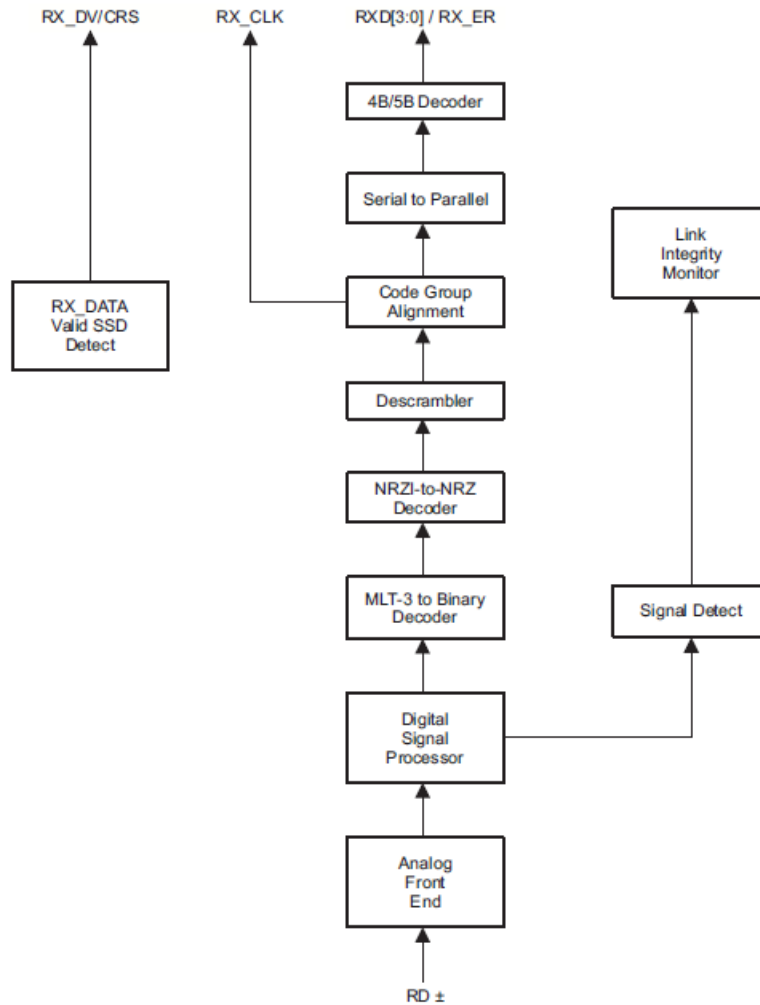 RX_DV/CRS
RX_CLK
RXD[3:0] / RX_ER
4B/5B Decoder
Serial to Parallel
Link
Integrity
Monitor
RX_DATA
Valid SSD
Detect
Code Group
Alignment
Descrambler
NRZI-to-NRZ
Decoder
MLT-3 to Binary
Decoder
Signal Detect
Digital
Signal
Processor
Analog
Front
End
RD ±